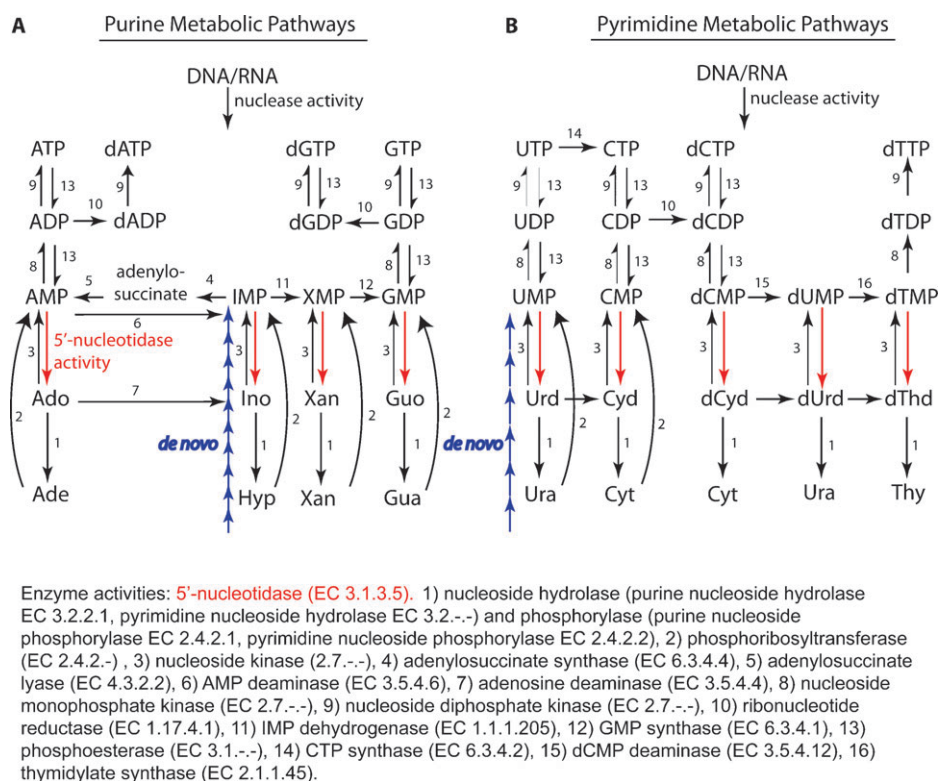 A Purine Metabolic Pathways
B Pyrimidine Metabolic Pathways
DNA/RNA
nuclease activity
ATP dATP dGTP GTP
9 13 9 9 13 9 13
ADP 10 dADP dGDP 10 GDP
8 13 8 13
AMP 5 adenylo-
succinate 4 IMP 11 XMP 12 GMP
6
3 5'-nucleotidase
activity 3 3 3
2 Ado 7 Ino Xan Guo
1 de novo 1 2 1 2 1 2
Ade Hyp Xan Gua
DNA/RNA
nuclease activity
UTP 14 CTP dCTP dTTP
9 13 9 13 9 13 9
UDP CDP 10 dCDP dTDP
8 13 8 13 8 13 8
UMP CMP dCMP 15 dUMP 16 dTMP
3 3 3 3 3
Urd Cyd dCyd dUrd dThd
de novo 1 2 1 2 1 1 1
Ura Cyt Cyt Ura Thy
Enzyme activities: 5'-nucleotidase (EC 3.1.3.5). 1) nucleoside hydrolase (purine nucleoside hydrolase
EC 3.2.2.1, pyrimidine nucleoside hydrolase EC 3.2.-.-) and phosphorylase (purine nucleoside
phosphorylase EC 2.4.2.1, pyrimidine nucleoside phosphorylase EC 2.4.2.2), 2) phosphoribosyltransferase
(EC 2.4.2.-) , 3) nucleoside kinase (2.7.-.-), 4) adenylosuccinate synthase (EC 6.3.4.4), 5) adenylosuccinate
lyase (EC 4.3.2.2), 6) AMP deaminase (EC 3.5.4.6), 7) adenosine deaminase (EC 3.5.4.4), 8) nucleoside
monophosphate kinase (EC 2.7.-.-), 9) nucleoside diphosphate kinase (EC 2.7.-.-), 10) ribonucleotide
reductase (EC 1.17.4.1), 11) IMP dehydrogenase (EC 1.1.1.205), 12) GMP synthase (EC 6.3.4.1), 13)
phosphoesterase (EC 3.1.-.-), 14) CTP synthase (EC 6.3.4.2), 15) dCMP deaminase (EC 3.5.4.12), 16)
thymidylate synthase (EC 2.1.1.45).